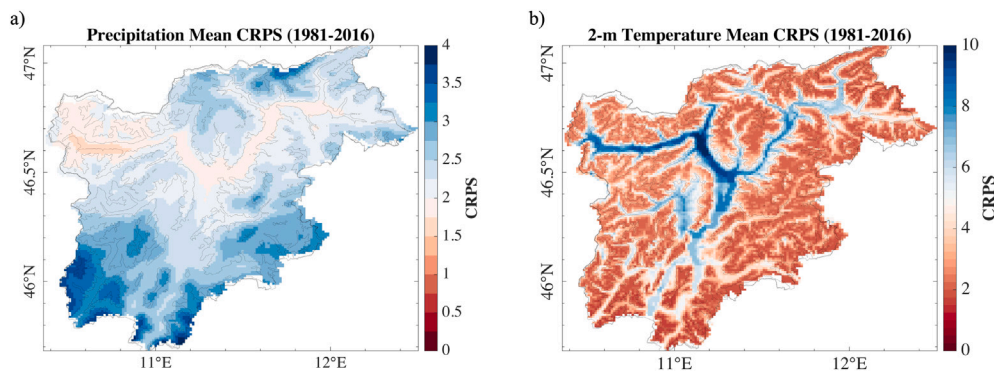 a)
Precipitation Mean CRPS (1981-2016)
47°N
46.5°N
46°N
11°E
12°E
4
3.5
3
2.5
2
1.5
1
0.5
0
CRPS
b)
2-m Temperature Mean CRPS (1981-2016)
47°N
46.5°N
46°N
11°E
12°E
10
8
6
4
2
0
CRPS